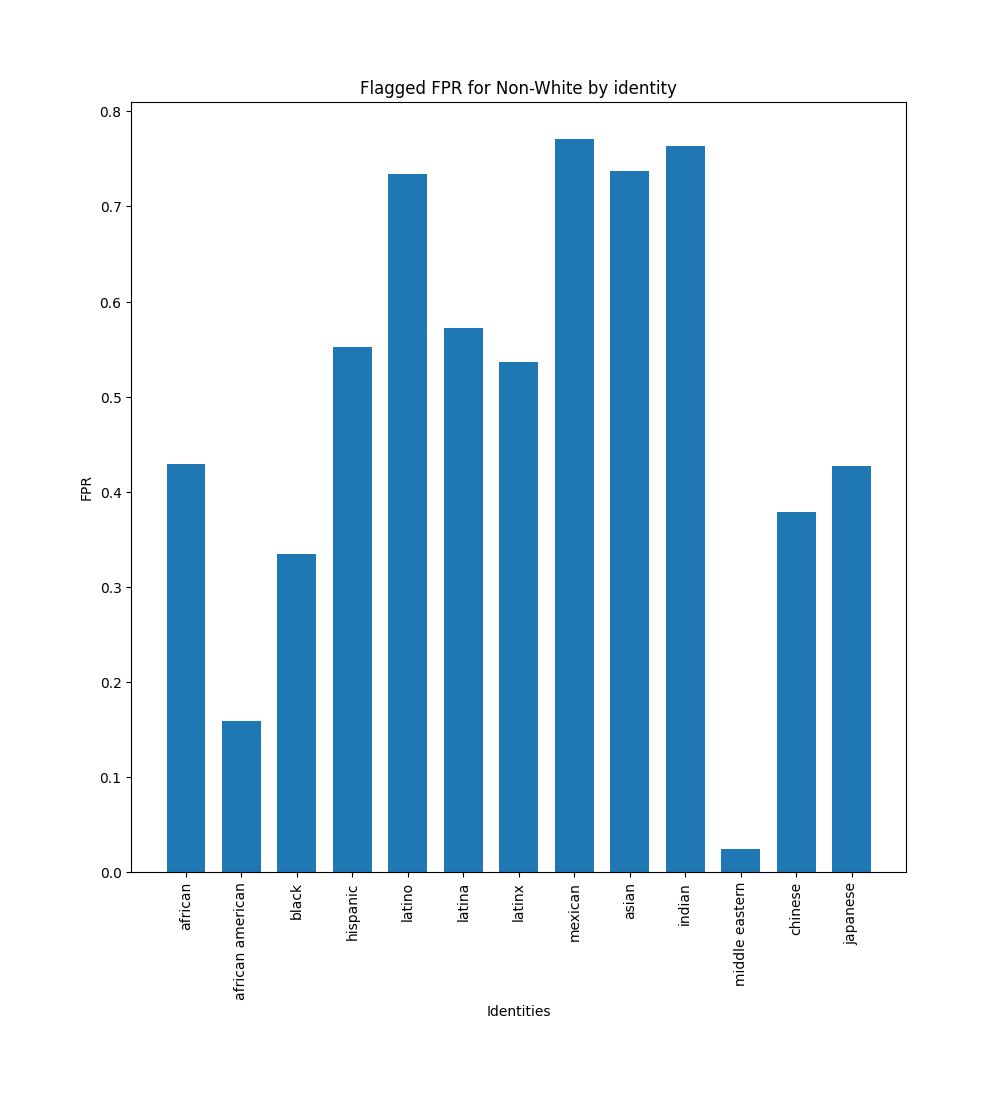 Flagged FPR for Non-White by identity
0.8
0.7
0.6
0.5
0.4
0.3
0.2
0.1
0.0
FPR
african
african american
black
hispanic
latino
latina
latinx
mexican
asian
indian
middle eastern
chinese
japanese
Identities